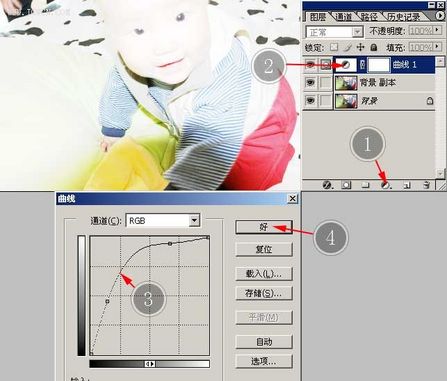 图层 通道 路径 历史记录
正常 不透明度: 100%
锁定: 填充: 100%
2
曲线 1
背景 副本
背景
1
曲线
通道(C): RGB
好
4
复位
3
载入(L)...
存储(S)...
平滑(M)
自动
选项...
输入: